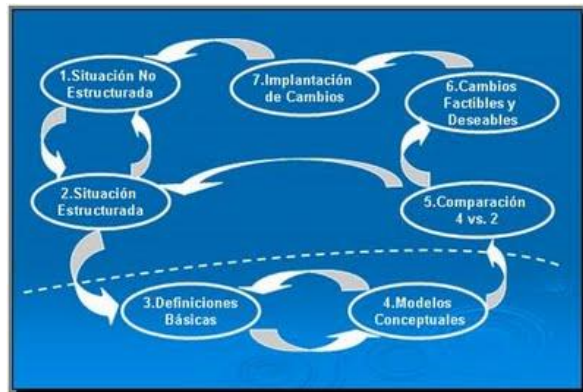 1.Situación No
Estructurada
7.Implantación
de Cambios
6.Cambios
Factibles y
Deseables
2.Situación
Estructurada
5.Comparación
4 vs. 2
3.Definiciones
Básicas
4.Modelos
Conceptuales